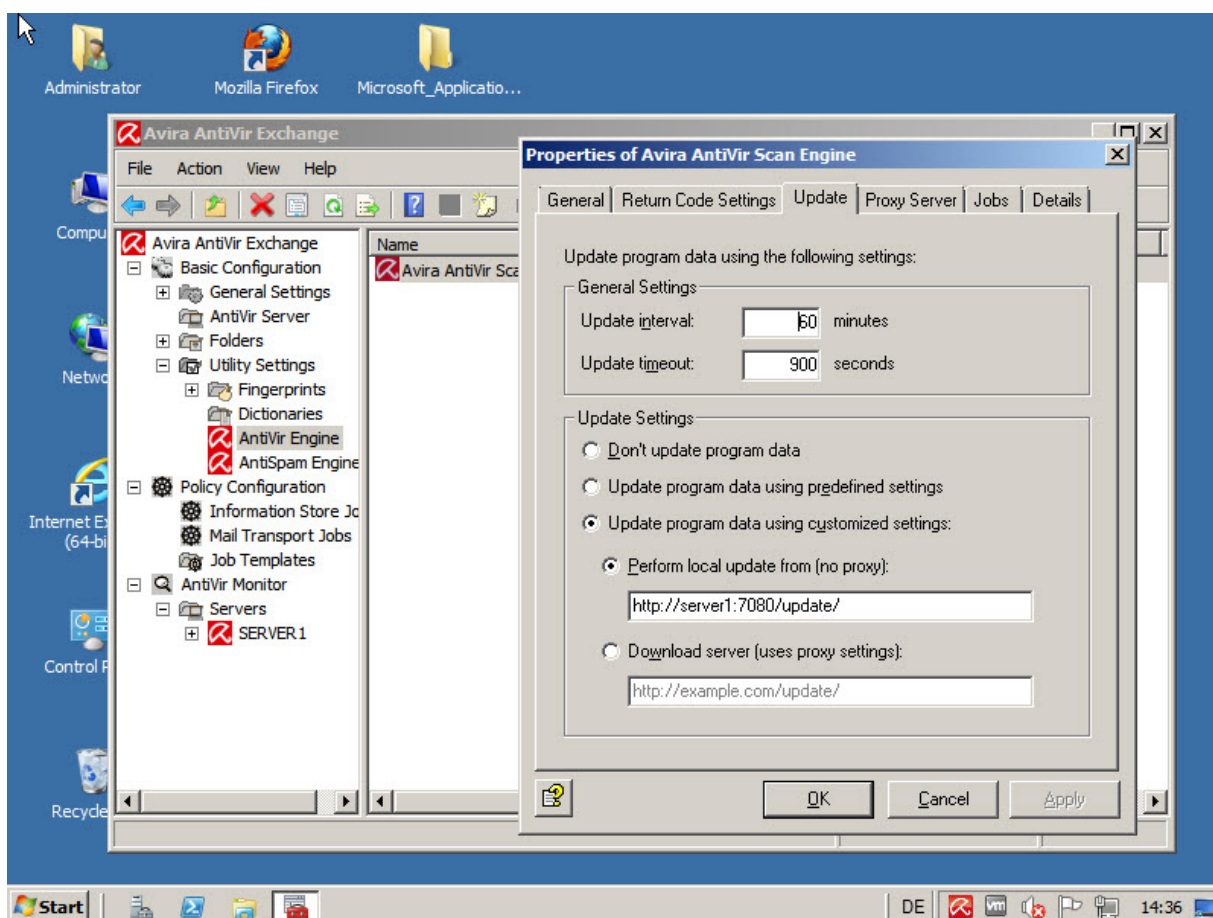 Administrator
Mozilla Firefox
Microsoft_Applicatio...
Avira AntiVir Exchange
File Action View Help
Compu
Netwo
Internet Ex
(64-bi
Control P
Recycle
Avira AntiVir Exchange
Basic Configuration
General Settings
AntiVir Server
Folders
Utility Settings
Fingerprints
Dictionaries
AntiVir Engine
AntiSpam Engine
Policy Configuration
Information Store Jo
Mail Transport Jobs
Job Templates
AntiVir Monitor
Servers
SERVER1
Name
Avira AntiVir Sca
Properties of Avira AntiVir Scan Engine
General Return Code Settings Update Proxy Server Jobs Details
Update program data using the following settings:
General Settings
Update interval: 60 minutes
Update timeout: 900 seconds
Update Settings
Don't update program data
Update program data using predefined settings
Update program data using customized settings:
Perform local update from (no proxy):
http://server1:7080/update/
Download server (uses proxy settings):
http://example.com/update/
OK Cancel Apply
Start DE vm 14:36